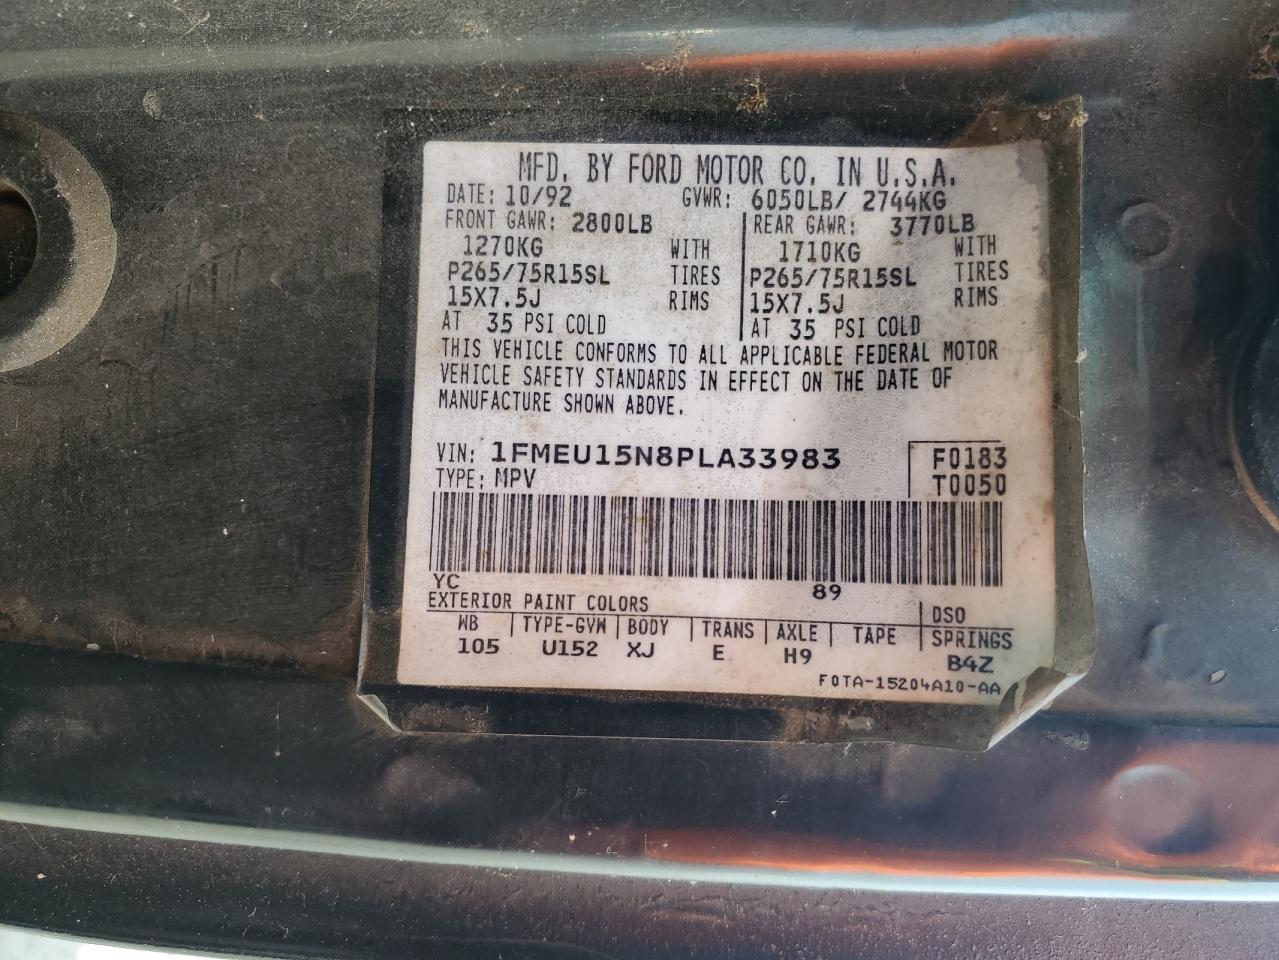 MFD. BY FORD MOTOR CO. IN U.S.A.
DATE: 10/92 GVWR: 6050LB/ 2744KG
FRONT GAWR: 2800LB REAR GAWR: 3770LB
1270KG WITH 1710KG WITH
P265/75R15SL TIRES P265/75R15SL TIRES
15X7.5J RIMS 15X7.5J RIMS
AT 35 PSI COLD AT 35 PSI COLD
THIS VEHICLE CONFORMS TO ALL APPLICABLE FEDERAL MOTOR
VEHICLE SAFETY STANDARDS IN EFFECT ON THE DATE OF
MANUFACTURE SHOWN ABOVE.
VIN: 1FMEU15N8PLA33983 F0183
TYPE: MPV T0050
YC 89
EXTERIOR PAINT COLORS DSO
WB TYPE-GVW BODY TRANS AXLE TAPE SPRINGS
105 U152 XJ E H9 B4Z
F0TA-15204A10-AA